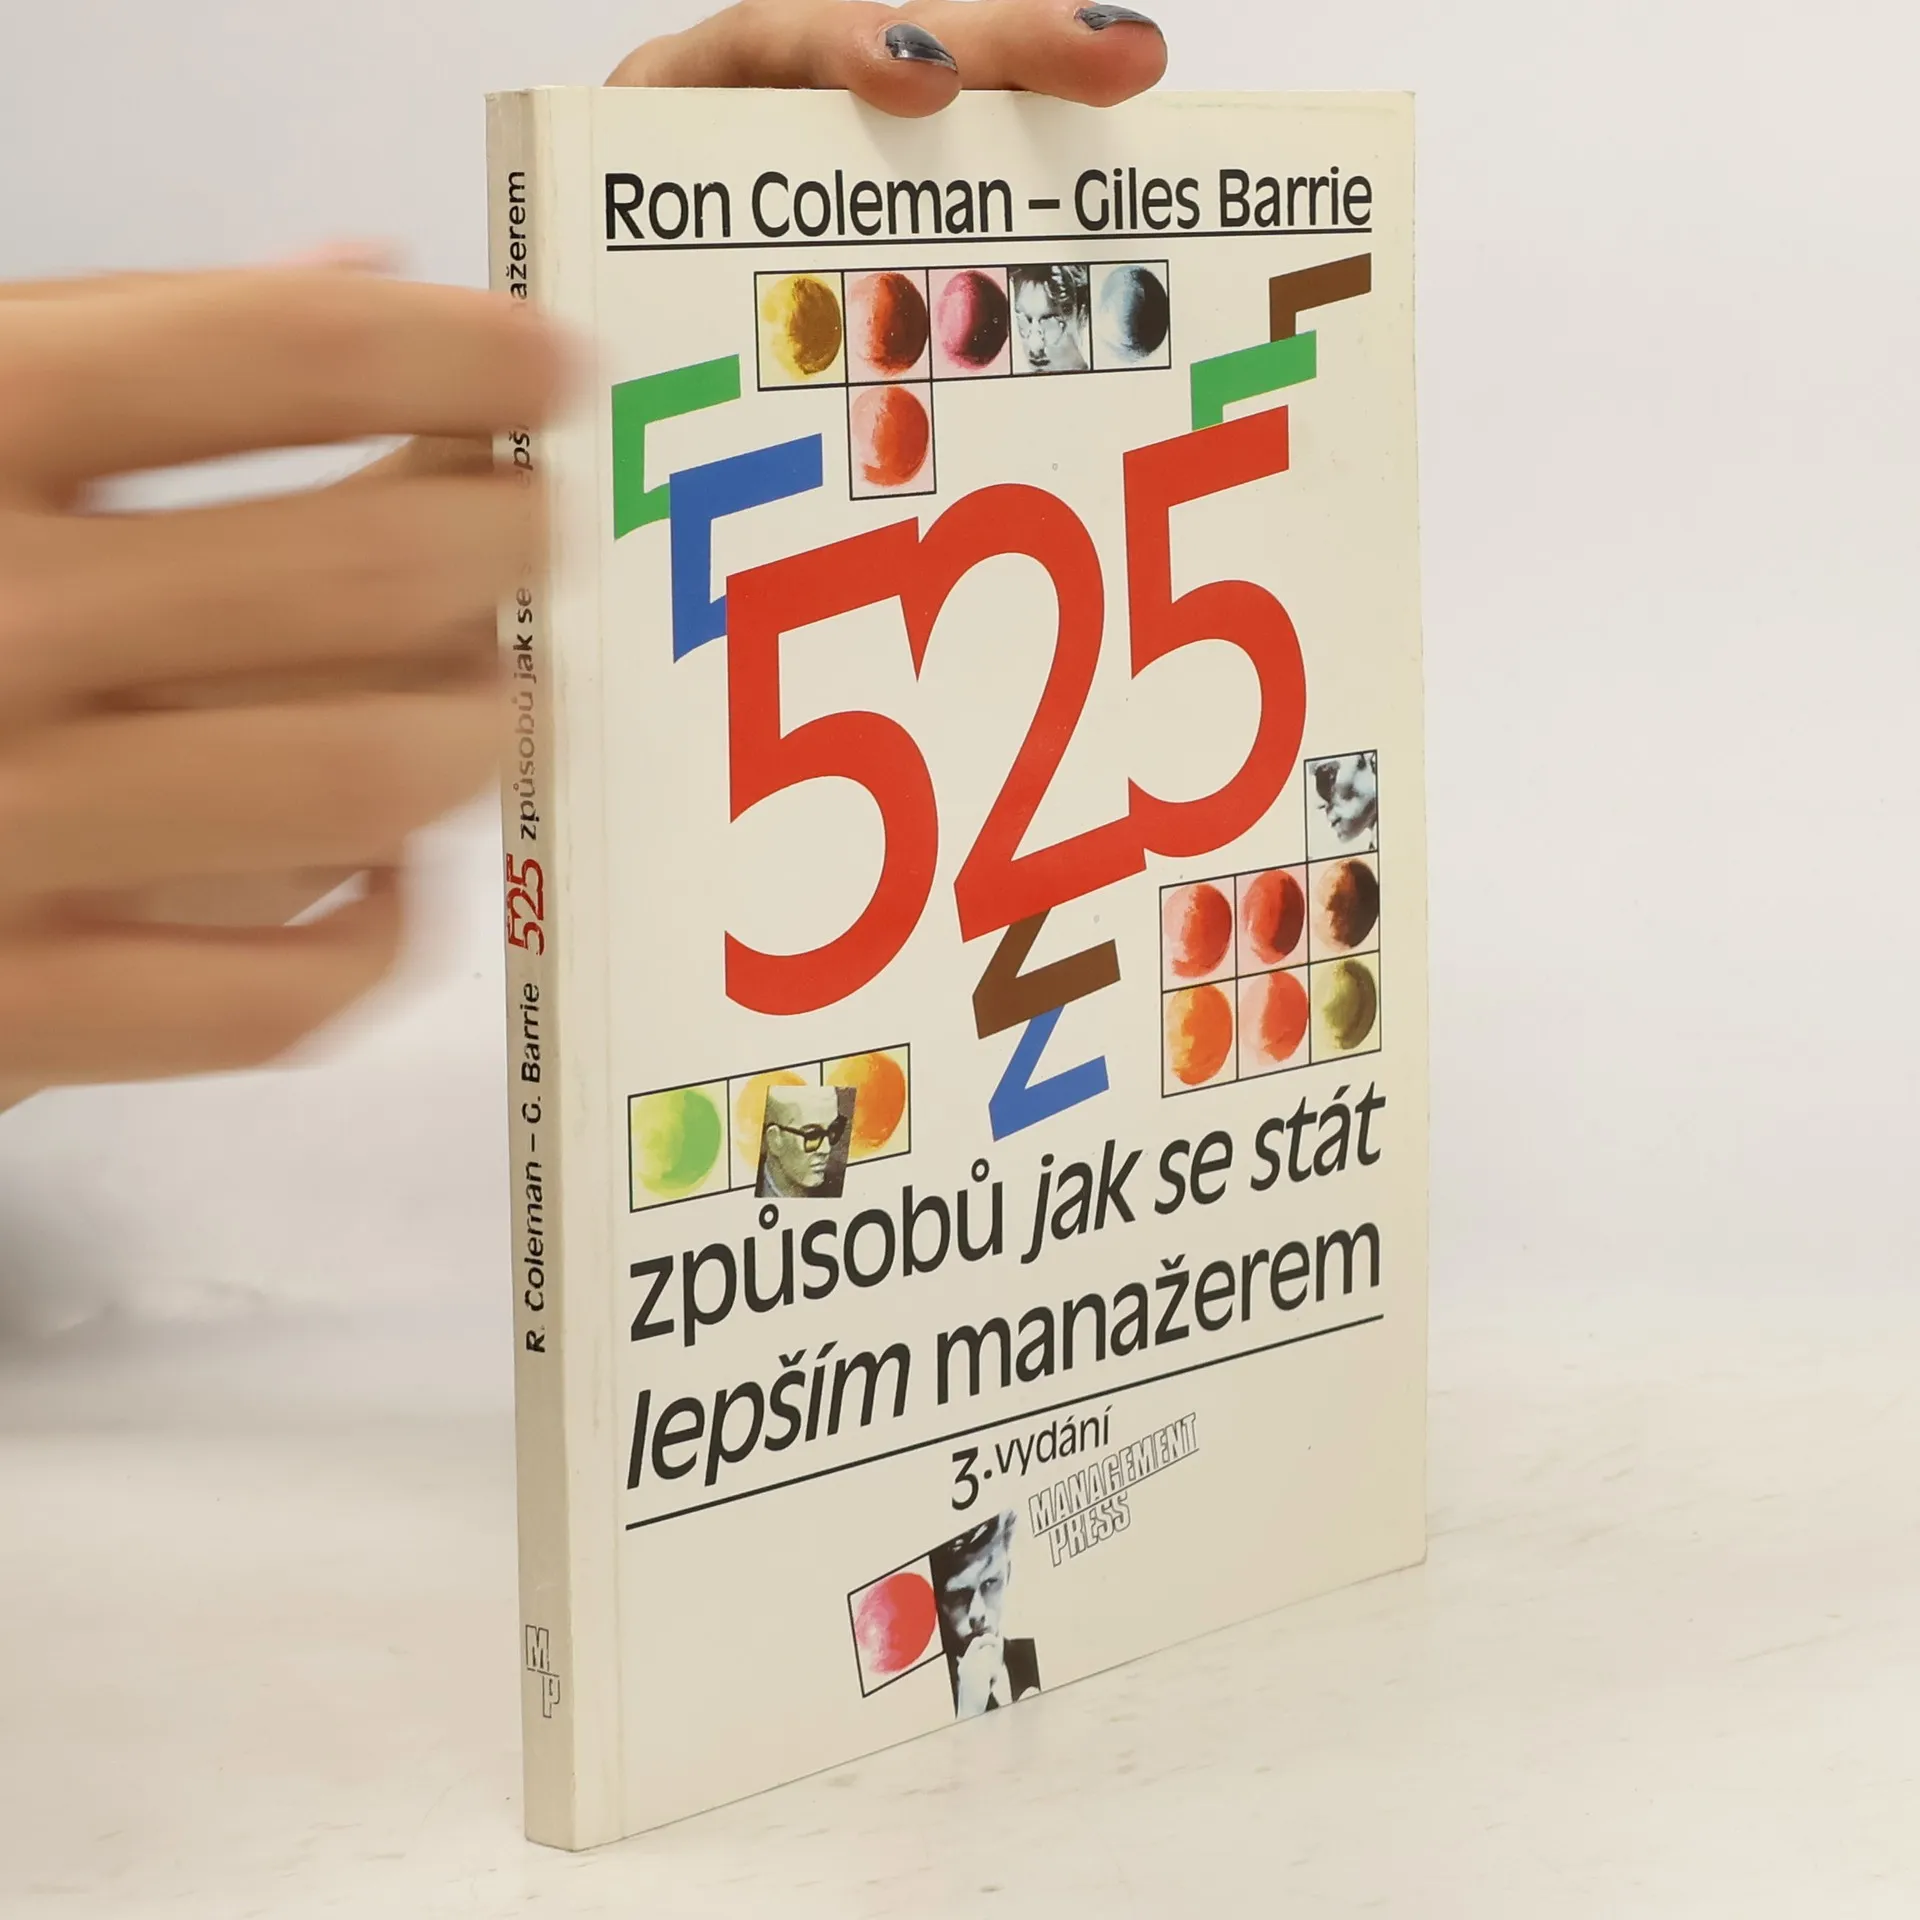 Ron Coleman – Giles Barrie
525
způsobů jak se stát
lepším manažerem
3. vydání
MANAGEMENT
PRESS
R. Coleman – G. Barrie 525 způsobů jak se
MP